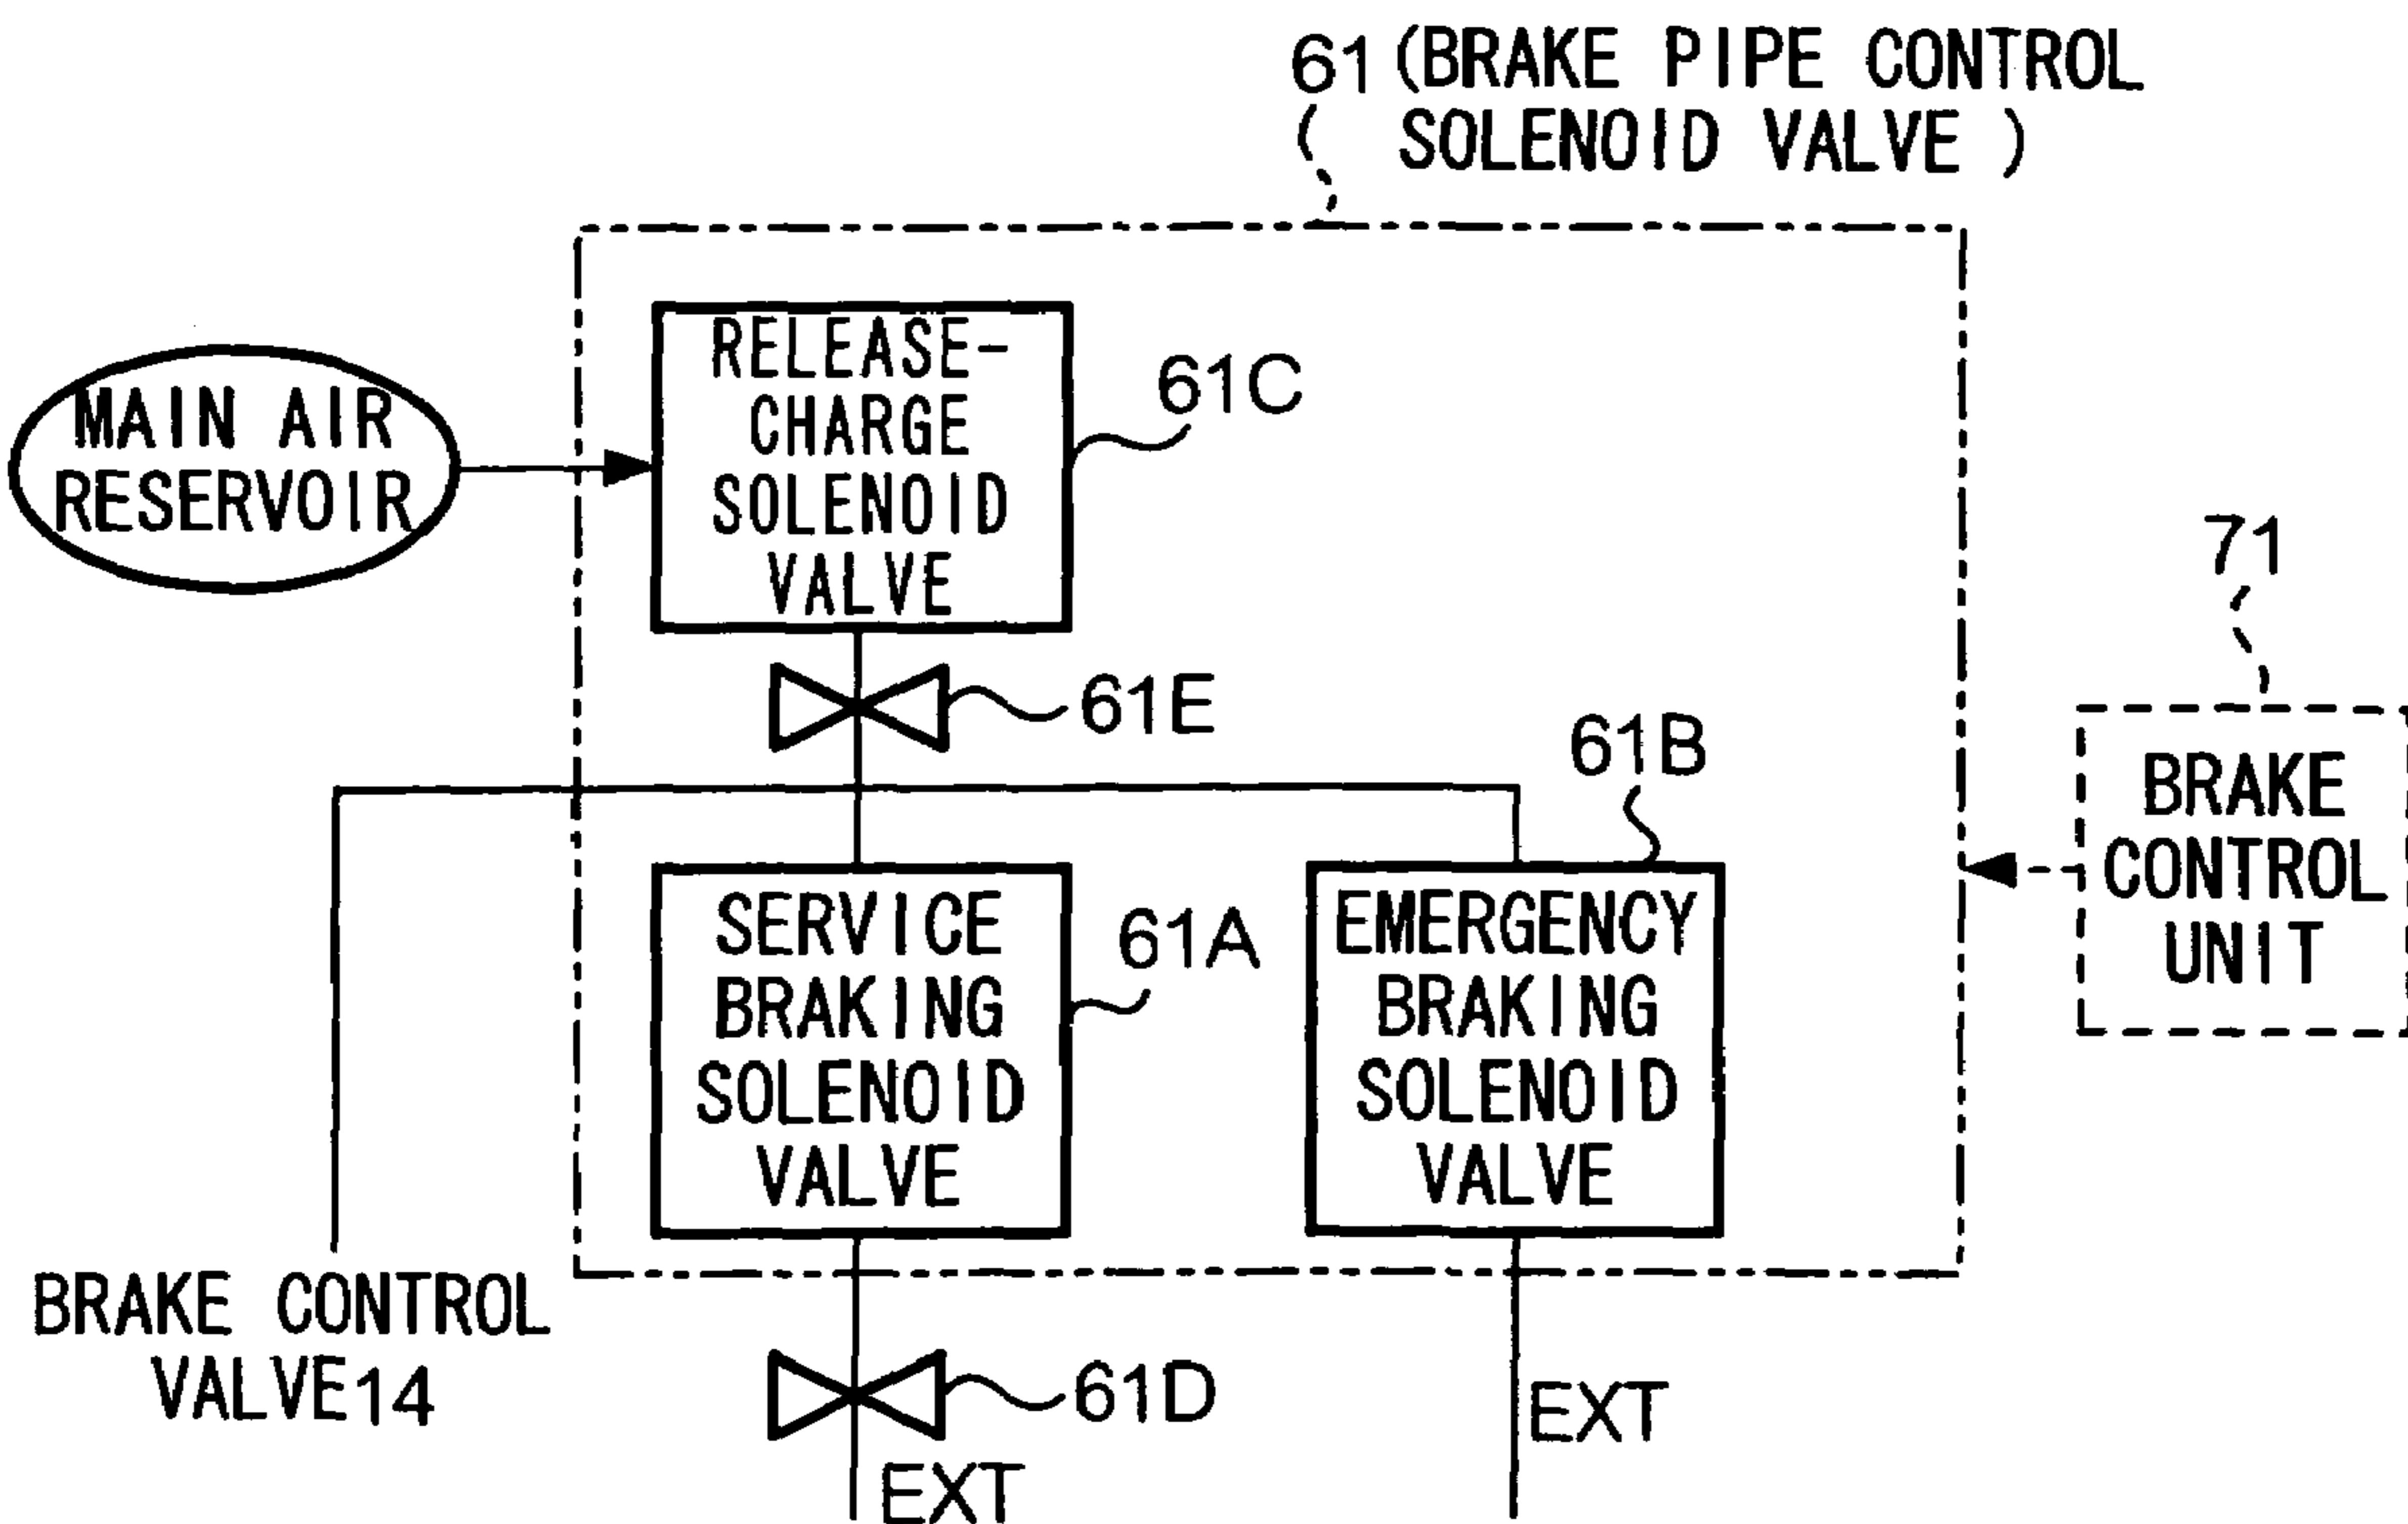 61 (BRAKE PIPE CONTROL
SOLENOID VALVE )
RELEASE-
CHARGE
SOLENOID
VALVE
61C
MAIN AIR
RESERVOIR
71
61E
61B
BRAKE
CONTROL
UNIT
SERVICE
BRAKING
SOLENOID
VALVE
61A
EMERGENCY
BRAKING
SOLENOID
VALVE
BRAKE CONTROL
VALVE14
61D
EXT
EXT